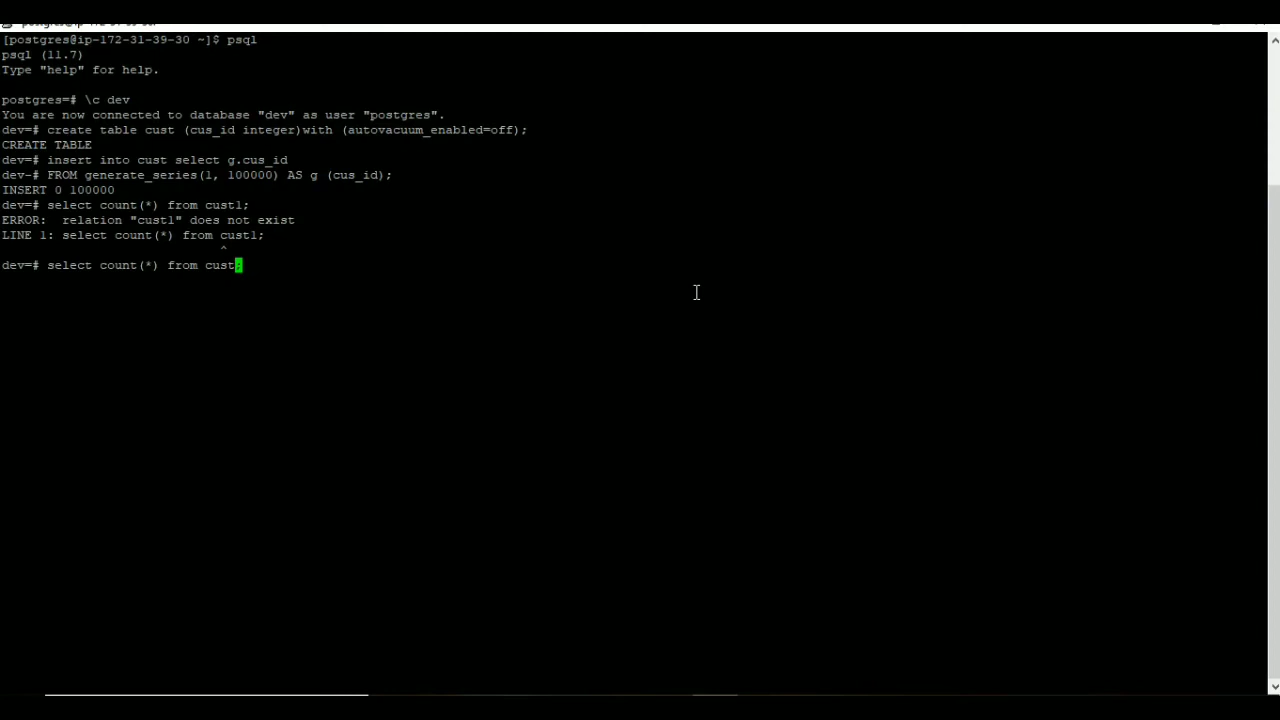 [postgres@ip-172-31-39-30 ~]$ psql
psql (11.7)
Type "help" for help.
postgres=# \c dev
You are now connected to database "dev" as user "postgres".
dev=# create table cust (cus_id integer)with (autovacuum_enabled=off);
CREATE TABLE
dev=# insert into cust select g.cus_id
dev-# FROM generate_series(1, 100000) AS g (cus_id);
INSERT 0 100000
dev=# select count(*) from cust1;
ERROR:  relation "cust1" does not exist
LINE 1: select count(*) from cust1;
^
dev=# select count(*) from cust;